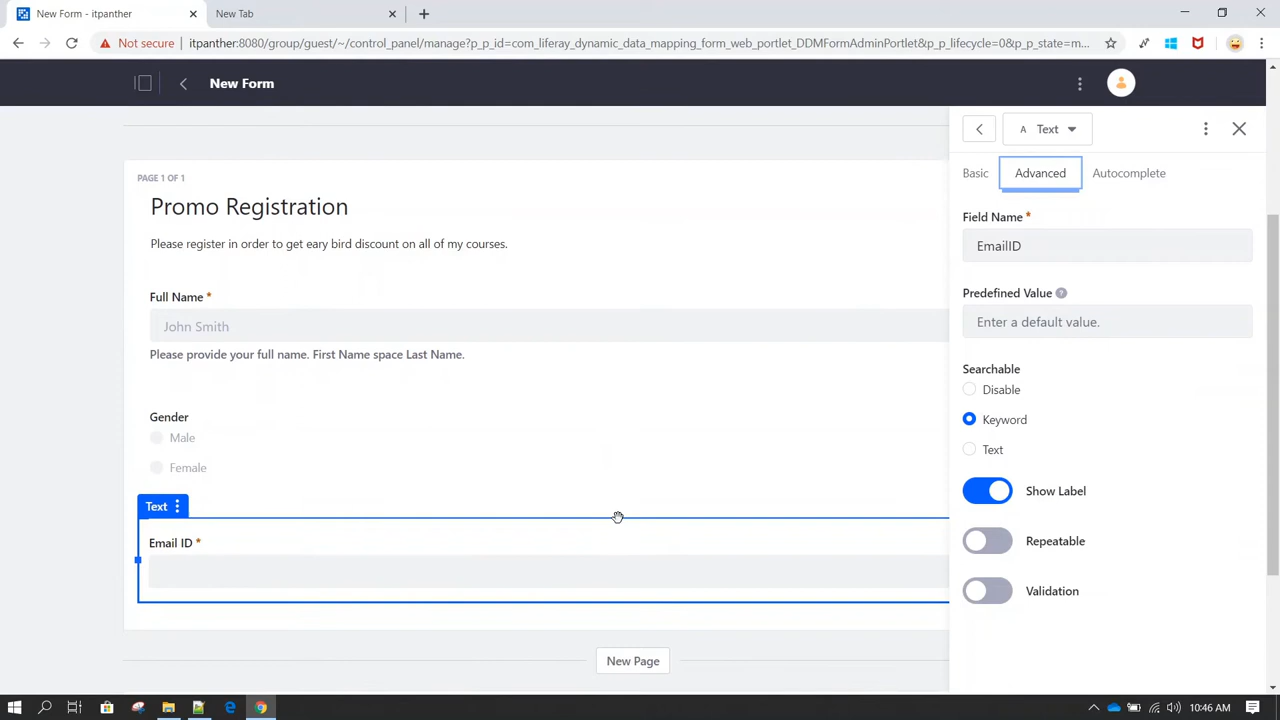 New Form - itpanther
New Tab
Not secure
itpanther:8080/group/guest/~/control_panel/manage?p_p_id=com_liferay_dynamic_data_mapping_form_web_portlet_DDMFormAdminPortlet&p_p_lifecycle=0&p_p_state=m...
New Form
PAGE 1 OF 1
Promo Registration
Please register in order to get eary bird discount on all of my courses.
Full Name *
John Smith
Please provide your full name. First Name space Last Name.
Gender
Male
Female
Text
Email ID *
New Page
A Text
Basic
Advanced
Autocomplete
Field Name *
EmailID
Predefined Value ?
Enter a default value.
Searchable
Disable
Keyword
Text
Show Label
Repeatable
Validation
10:46 AM